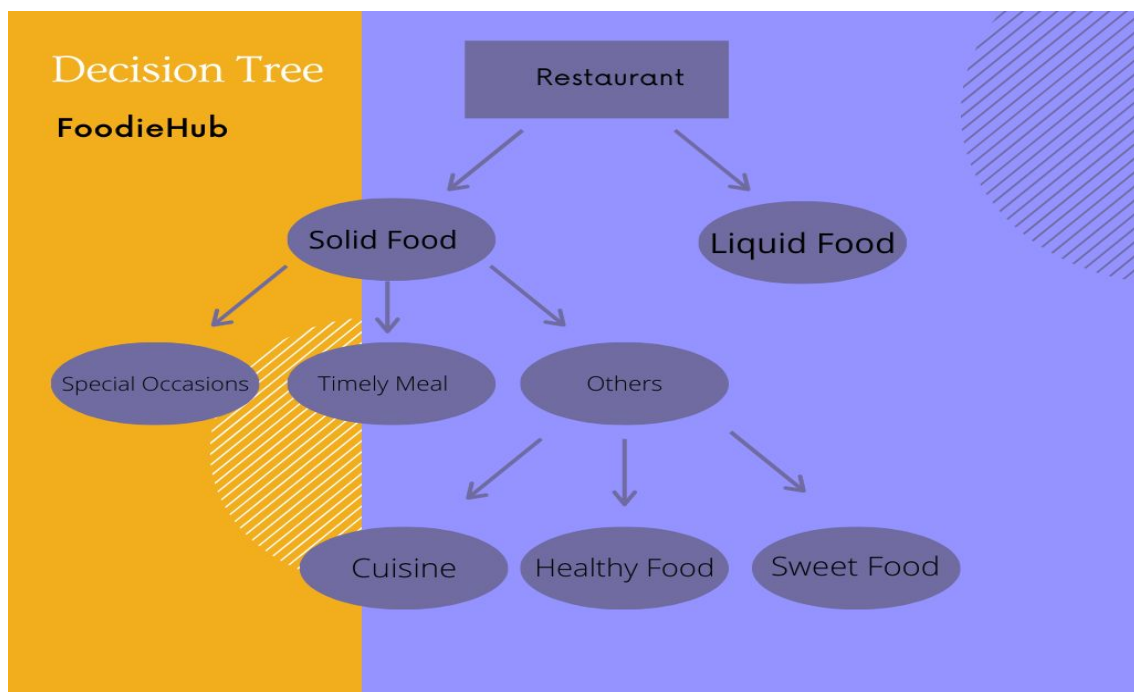 Decision Tree
FoodieHub
Restaurant
Solid Food
Liquid Food
Special Occasions
Timely Meal
Others
Cuisine
Healthy Food
Sweet Food